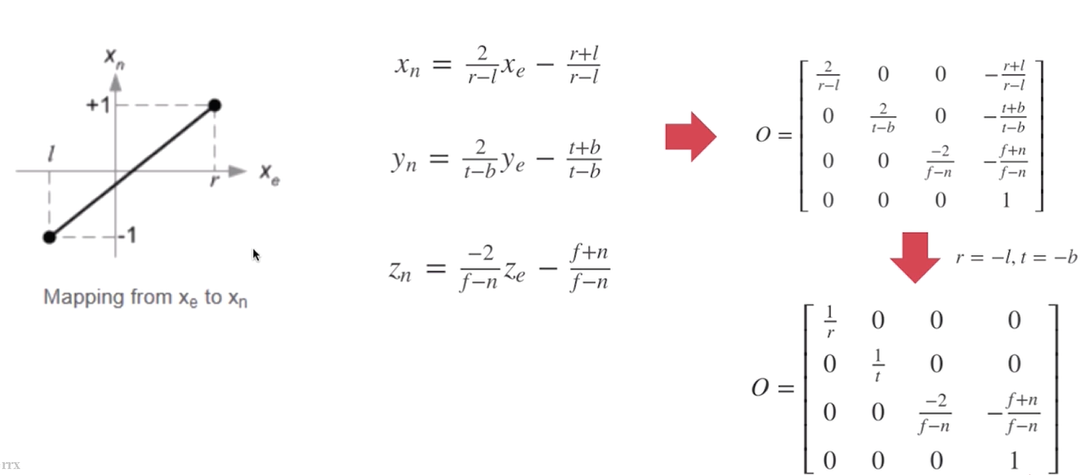 x_n
+1
l
r
x_e
-1
Mapping from x_e to x_n
x_n = \frac{2}{r-l}x_e - \frac{r+l}{r-l}
y_n = \frac{2}{t-b}y_e - \frac{t+b}{t-b}
z_n = \frac{-2}{f-n}z_e - \frac{f+n}{f-n}
O = \begin{bmatrix} \frac{2}{r-l} & 0 & 0 & -\frac{r+l}{r-l} \\ 0 & \frac{2}{t-b} & 0 & -\frac{t+b}{t-b} \\ 0 & 0 & \frac{-2}{f-n} & -\frac{f+n}{f-n} \\ 0 & 0 & 0 & 1 \end{bmatrix}
r = -l, t = -b
O = \begin{bmatrix} \frac{1}{r} & 0 & 0 & 0 \\ 0 & \frac{1}{t} & 0 & 0 \\ 0 & 0 & \frac{-2}{f-n} & -\frac{f+n}{f-n} \\ 0 & 0 & 0 & 1 \end{bmatrix}